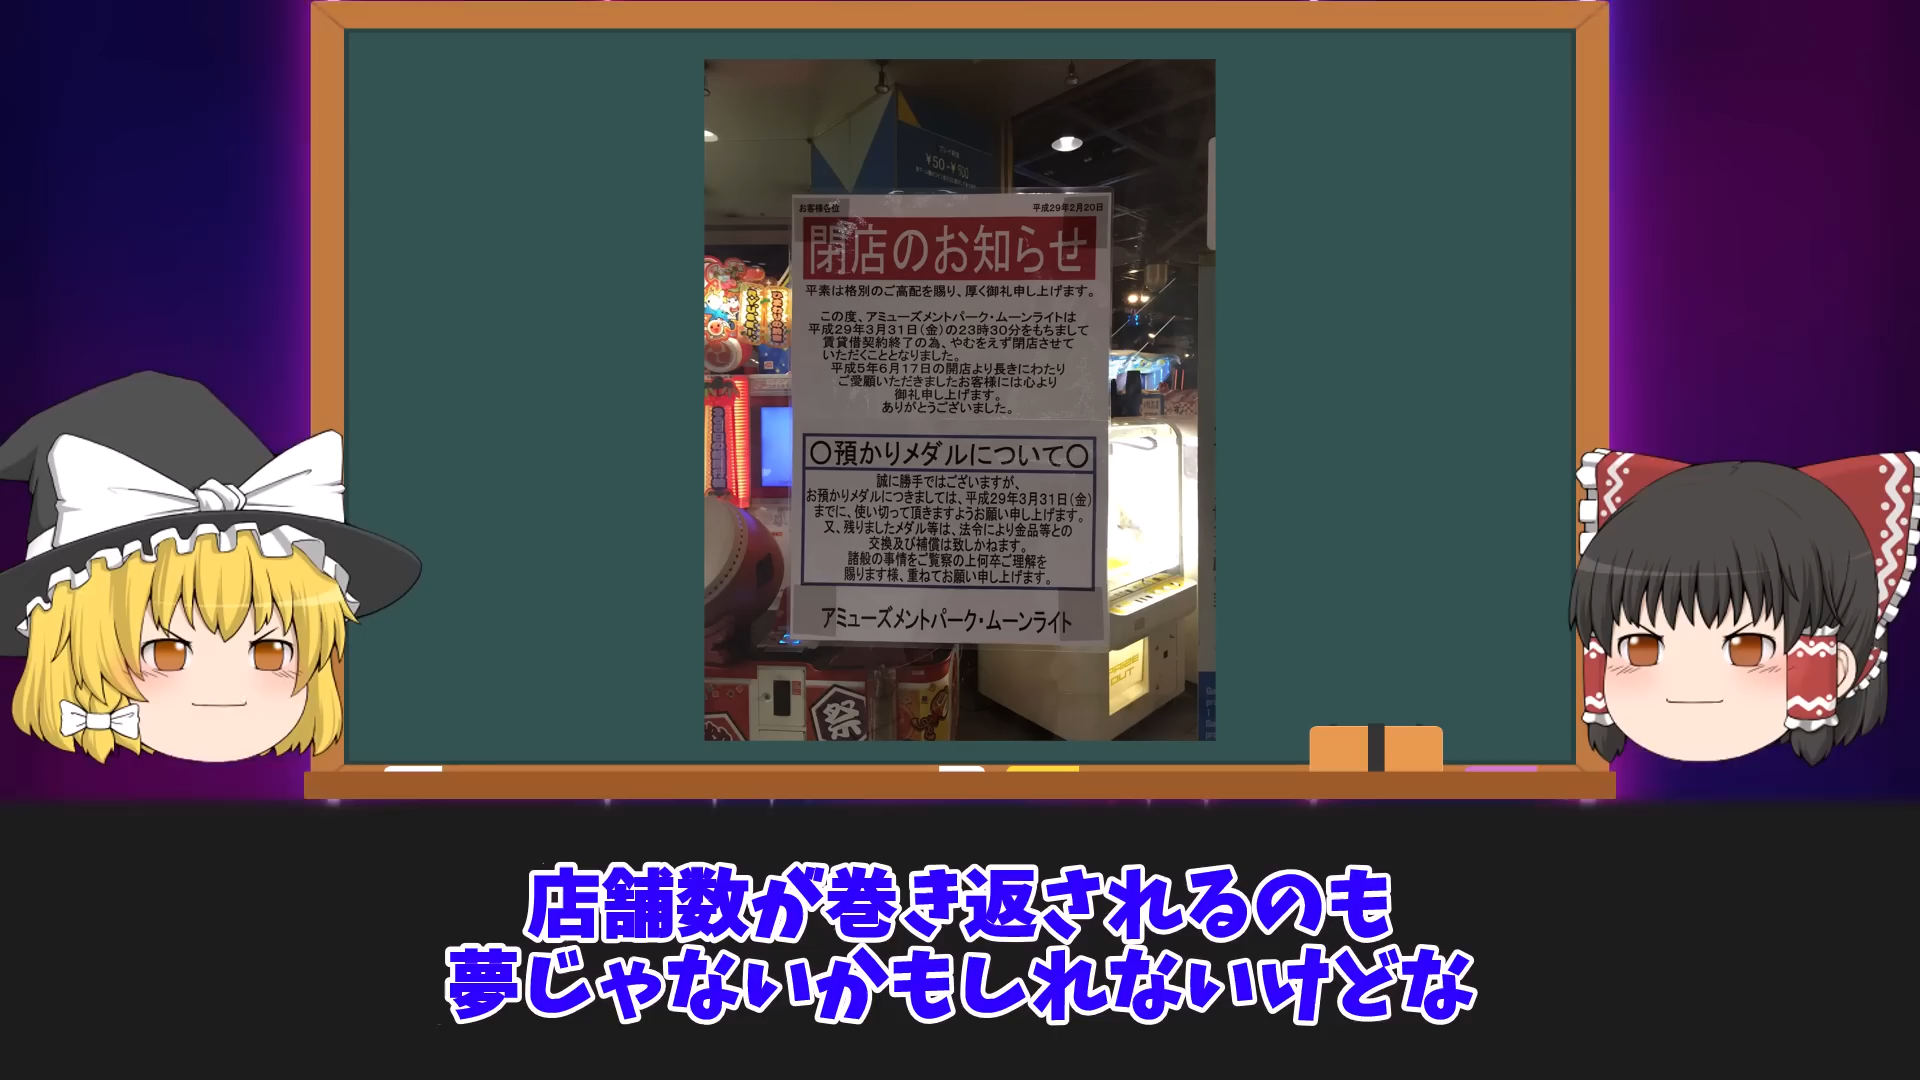 ¥50-¥100
お客様各位
平成29年2月20日
閉店のお知らせ
平素は格別のご高配を賜り、厚く御礼申し上げます。
この度、アミューズメントパーク・ムーンライトは
平成29年3月31日(金)の23時30分をもちまして
賃貸借契約終了の為、やむをえず閉店させて
いただくこととなりました。
平成5年6月17日の開店より長きにわたり
ご愛顧いただきましたお客様には心より
御礼申し上げます。
ありがとうございました。
〇預かりメダルについて〇
誠に勝手ではございますが、
お預かりメダルにつきましては、平成29年3月31日(金)
までに、使い切って頂きますようお願い申し上げます。
又、残りましたメダル等は、法令により金品等との
交換及び補償は致しかねます。
諸般の事情をご覧察の上何卒ご理解を
賜ります様、重ねてお願い申し上げます。
アミューズメントパーク・ムーンライト
祭
店舗数が巻き返されるのも
夢じゃないかもしれないけどな